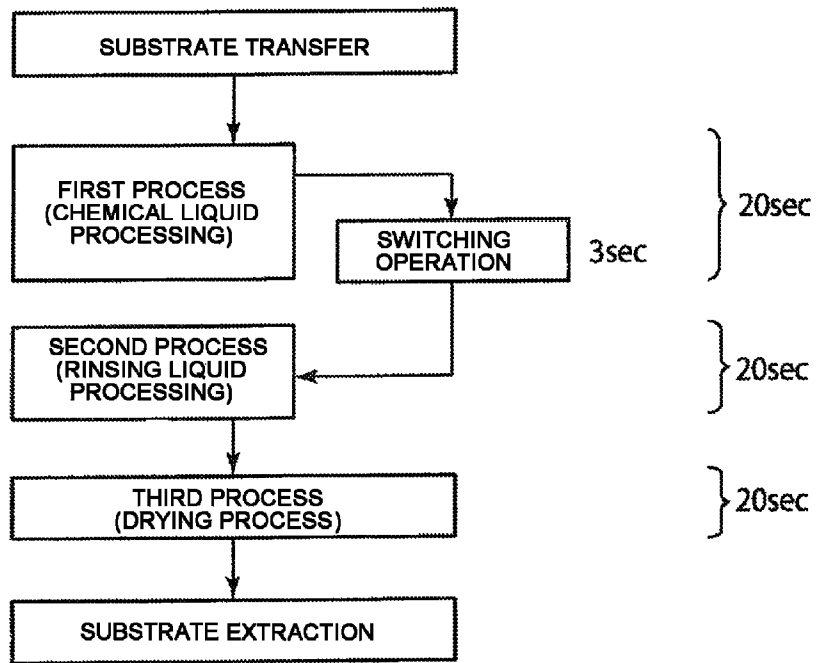 SUBSTRATE TRANSFER
FIRST PROCESS
(CHEMICAL LIQUID
PROCESSING)
20sec
SWITCHING
OPERATION
3sec
SECOND PROCESS
(RINSING LIQUID
PROCESSING)
20sec
THIRD PROCESS
(DRYING PROCESS)
20sec
SUBSTRATE EXTRACTION